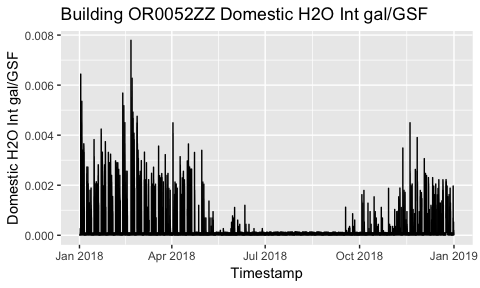 Building OR0052ZZ Domestic H2O Int gal/GSF
Domestic H2O Int gal/GSF
0.008
0.006
0.004
0.002
0.000
Jan 2018
Apr 2018
Jul 2018
Oct 2018
Jan 2019
Timestamp